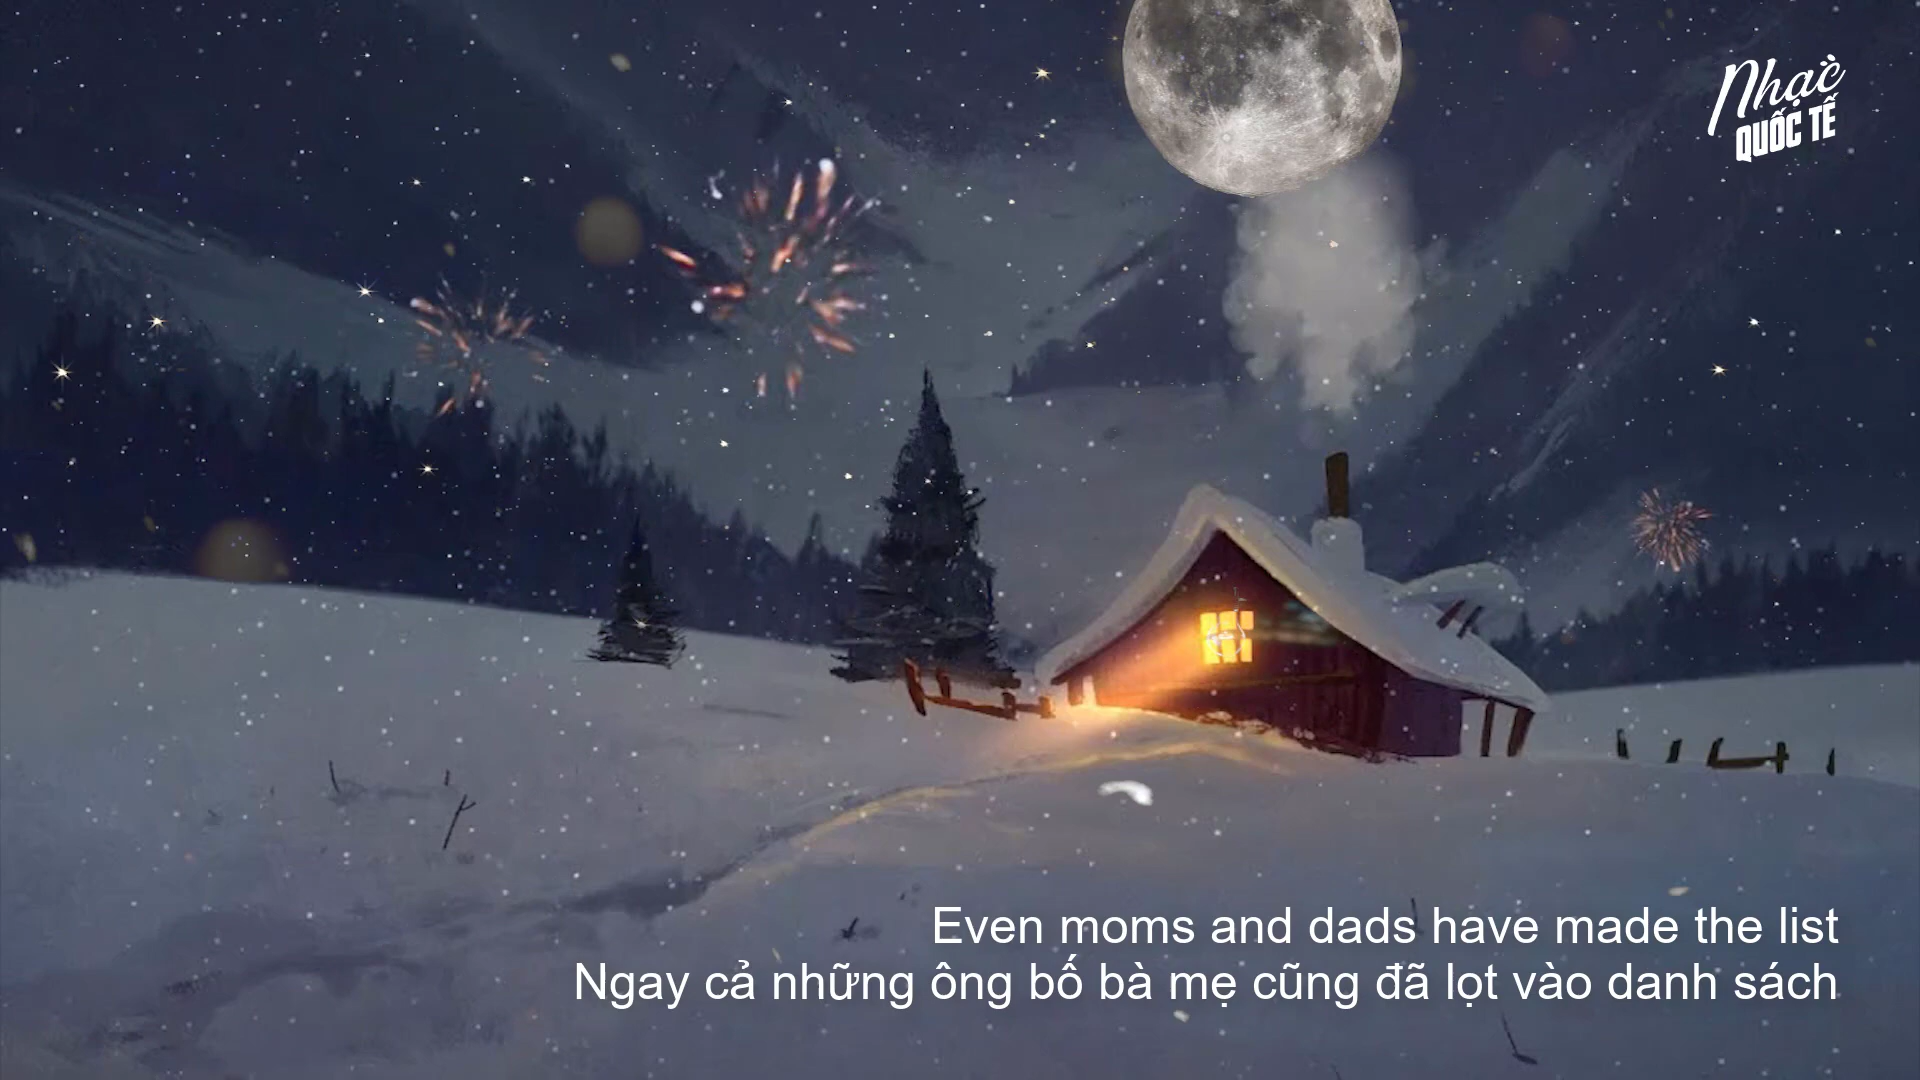 Nhạc
QUỐC TẾ
Even moms and dads have made the list
Ngay cả những ông bố bà mẹ cũng đã lọt vào danh sách